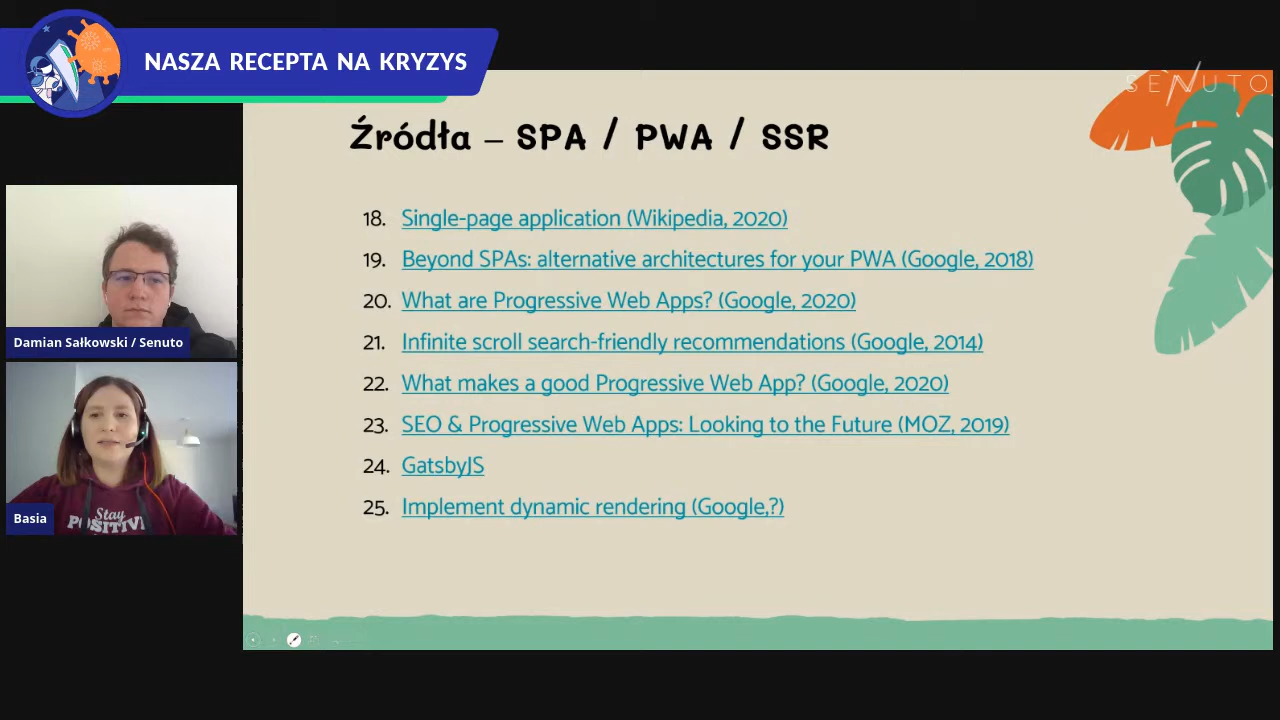 NASZA RECEPTA NA KRYZYS
SENUTO
Źródła – SPA / PWA / SSR
18. Single-page application (Wikipedia, 2020)
19. Beyond SPAs: alternative architectures for your PWA (Google, 2018)
20. What are Progressive Web Apps? (Google, 2020)
21. Infinite scroll search-friendly recommendations (Google, 2014)
22. What makes a good Progressive Web App? (Google, 2020)
23. SEO & Progressive Web Apps: Looking to the Future (MOZ, 2019)
24. GatsbyJS
25. Implement dynamic rendering (Google,?)
Damian Sałkowski / Senuto
Stay
POSITIVE
Basia